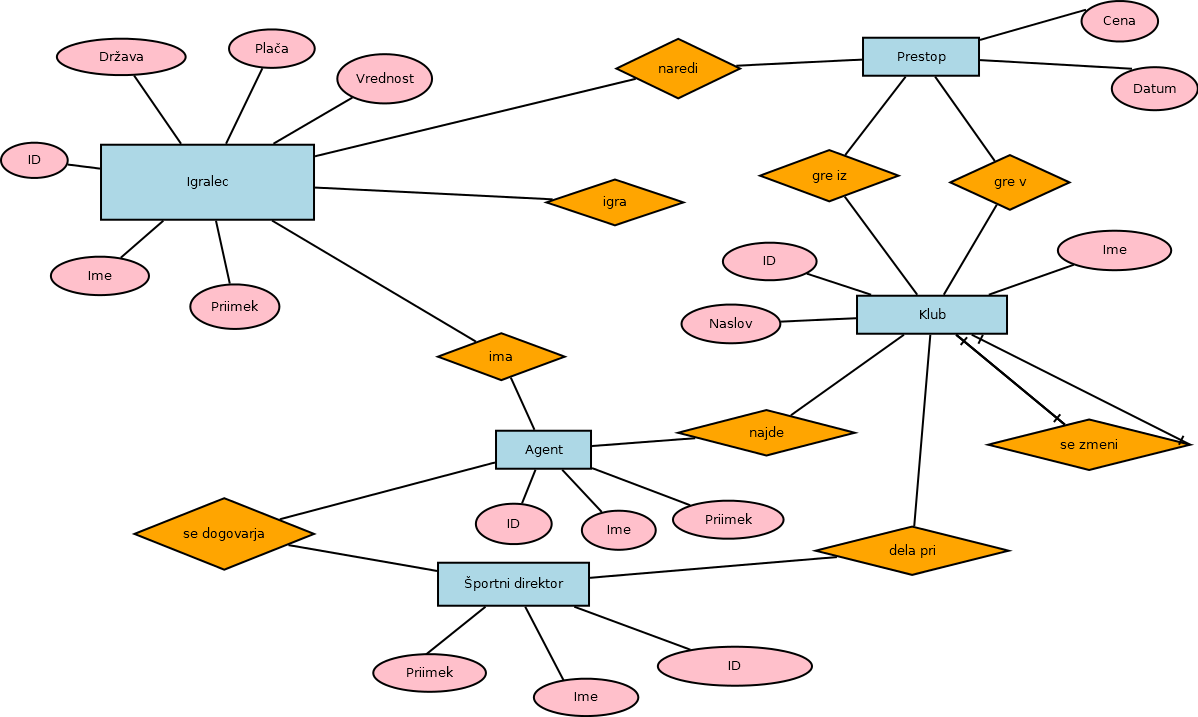 Cena
Država
Plača
Vrednost
naredi
Prestop
Datum
ID
Igralec
gre iz
gre v
igra
Ime
Priimek
ID
Ime
Naslov
Klub
ima
najde
se zmeni
Agent
ID
Ime
Priimek
se dogovarja
dela pri
Športni direktor
Priimek
Ime
ID